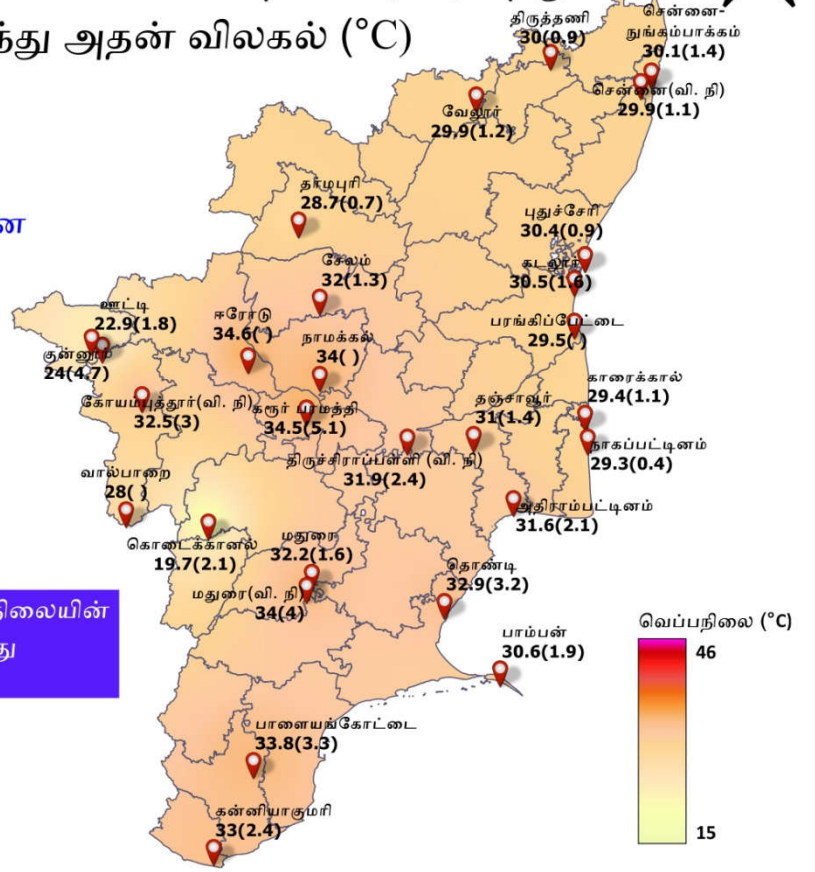 ந்து அதன் விலகல் (°C)
திருத்தணி
30(0.9)
சென்னை-
நுங்கம்பாக்கம்
30.1(1.4)
சென்னை(வி. நி)
29.9(1.1)
வேலூர்
29.9(1.2)
தர்மபுரி
28.7(0.7)
ன
புதுச்சேரி
30.4(0.9)
கடலூர்
30.5(1.6)
சேலம்
32(1.3)
ஊட்டி
22.9(1.8)
ஈரோடு
34.6( )
பரங்கிப்பேட்டை
29.5( )
நாமக்கல்
34( )
குன்னூர்
24(4.7)
காரைக்கால்
29.4(1.1)
கோயம்புத்தூர்(வி. நி)
32.5(3)
கரூர் பரமத்தி
34.5(5.1)
தஞ்சாவூர்
31(1.4)
நாகப்பட்டினம்
29.3(0.4)
திருச்சிராப்பள்ளி (வி. நி)
31.9(2.4)
வால்பாறை
28( )
அதிராம்பட்டினம்
31.6(2.1)
கொடைக்கானல்
19.7(2.1)
மதுரை
32.2(1.6)
மதுரை(வி. நி)
34(4)
தொண்டி
32.9(3.2)
நிலையின்
து
பாம்பன்
30.6(1.9)
வெப்பநிலை (°C)
46
15
பாளையங்கோட்டை
33.8(3.3)
கன்னியாகுமரி
33(2.4)